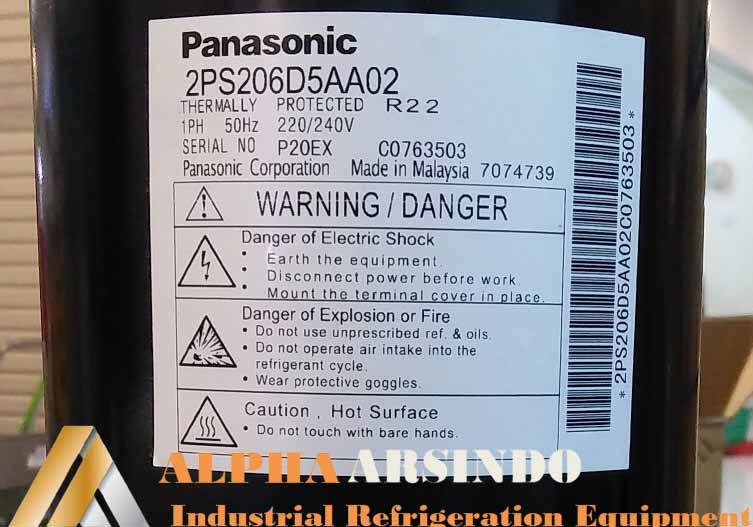 Panasonic
2PS206D5AA02
THERMALLY PROTECTED R22
1PH 50Hz 220/240V
SERIAL NO P20EX C0763503
Panasonic Corporation Made in Malaysia 7074739
WARNING / DANGER
Danger of Electric Shock
• Earth the equipment.
• Disconnect power before work.
• Mount the terminal cover in place.
Danger of Explosion or Fire
• Do not use unprescribed ref. & oils.
• Do not operate air intake into the
refrigerant cycle.
• Wear protective goggles.
Caution , Hot Surface
• Do not touch with bare hands.
*2PS206D5AA02C0763503*
ALPHA ARSINDO
Industrial Refrigeration Equipment